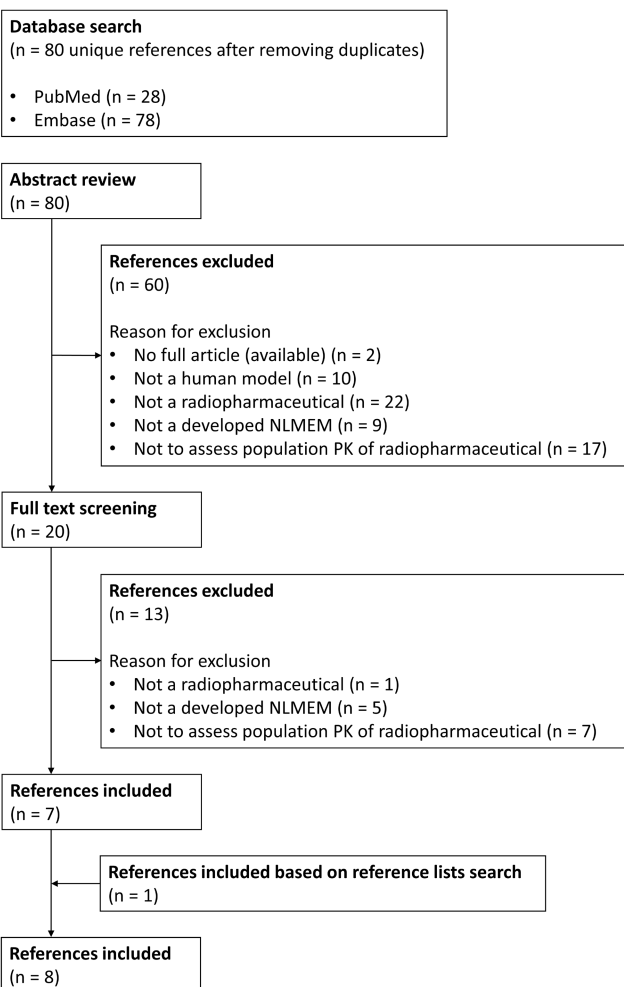 Database search
(n = 80 unique references after removing duplicates)
• PubMed (n = 28)
• Embase (n = 78)
Abstract review
(n = 80)
References excluded
(n = 60)
Reason for exclusion
• No full article (available) (n = 2)
• Not a human model (n = 10)
• Not a radiopharmaceutical (n = 22)
• Not a developed NLMEM (n = 9)
• Not to assess population PK of radiopharmaceutical (n = 17)
Full text screening
(n = 20)
References excluded
(n = 13)
Reason for exclusion
• Not a radiopharmaceutical (n = 1)
• Not a developed NLMEM (n = 5)
• Not to assess population PK of radiopharmaceutical (n = 7)
References included
(n = 7)
References included based on reference lists search
(n = 1)
References included
(n = 8)